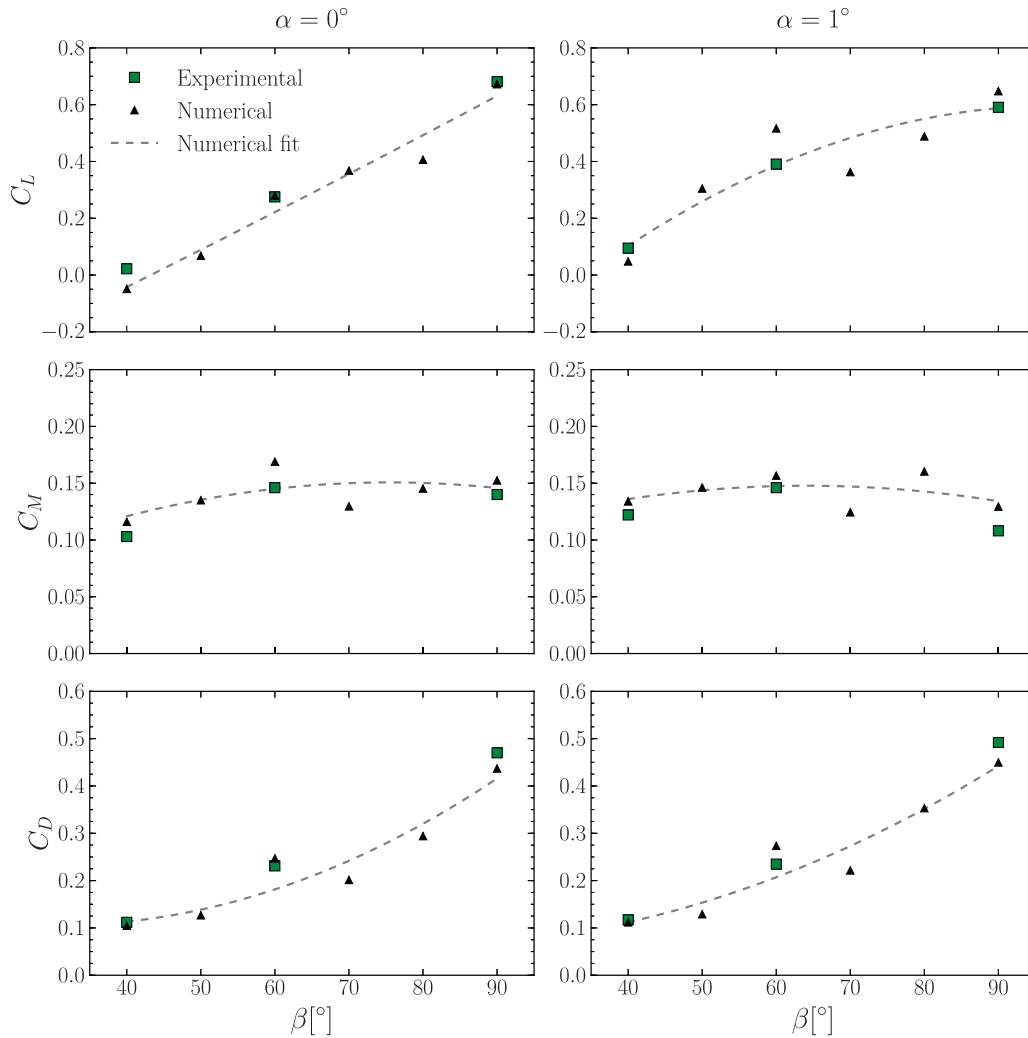 α = 0° α = 1°
0.8 0.8
Experimental
0.6 0.6
Numerical
Numerical fit
0.4 0.4
C_L
0.2 0.2
0.0 0.0
−0.2 −0.2
0.25 0.25
0.20 0.20
0.15 0.15
C_M
0.10 0.10
0.05 0.05
0.00 0.00
0.6 0.6
0.5 0.5
0.4 0.4
0.3 0.3
C_D
0.2 0.2
0.1 0.1
0.0 0.0
40 50 60 70 80 90 40 50 60 70 80 90
β[°] β[°]